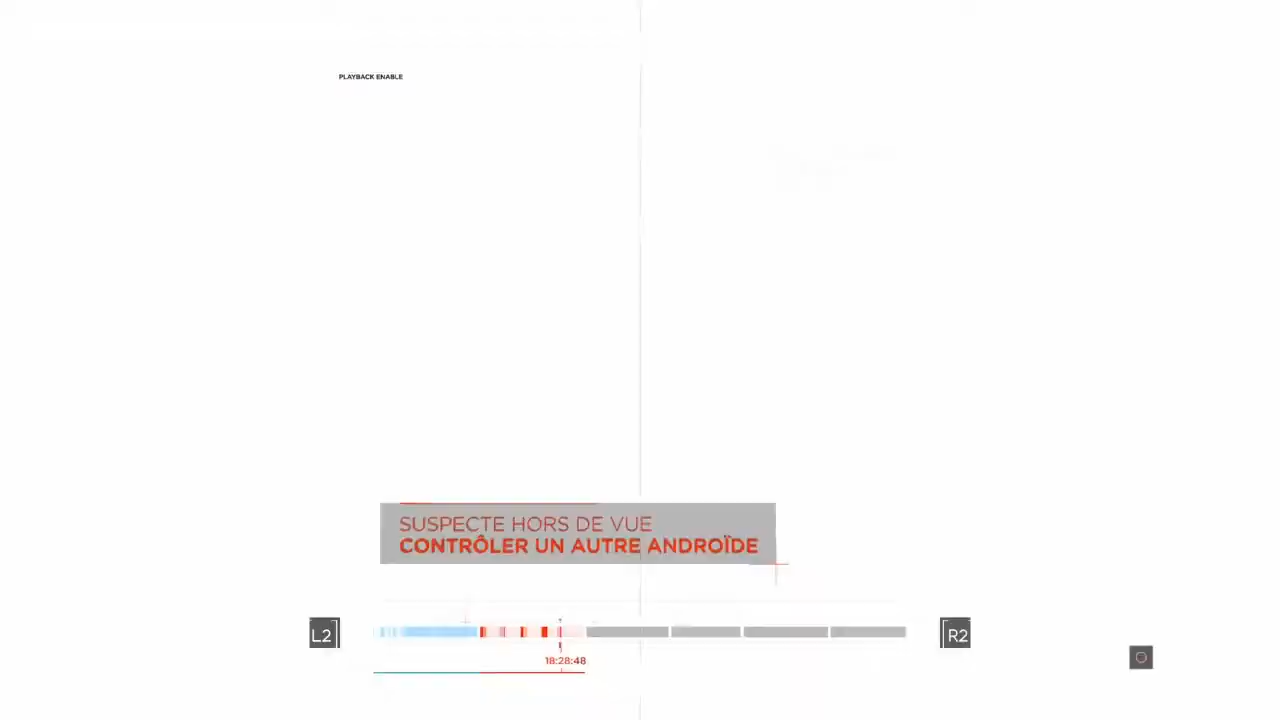 PLAYBACK ENABLE
SUSPECTE HORS DE VUE
CONTRÔLER UN AUTRE ANDROÏDE
L2
R2
18:28:48